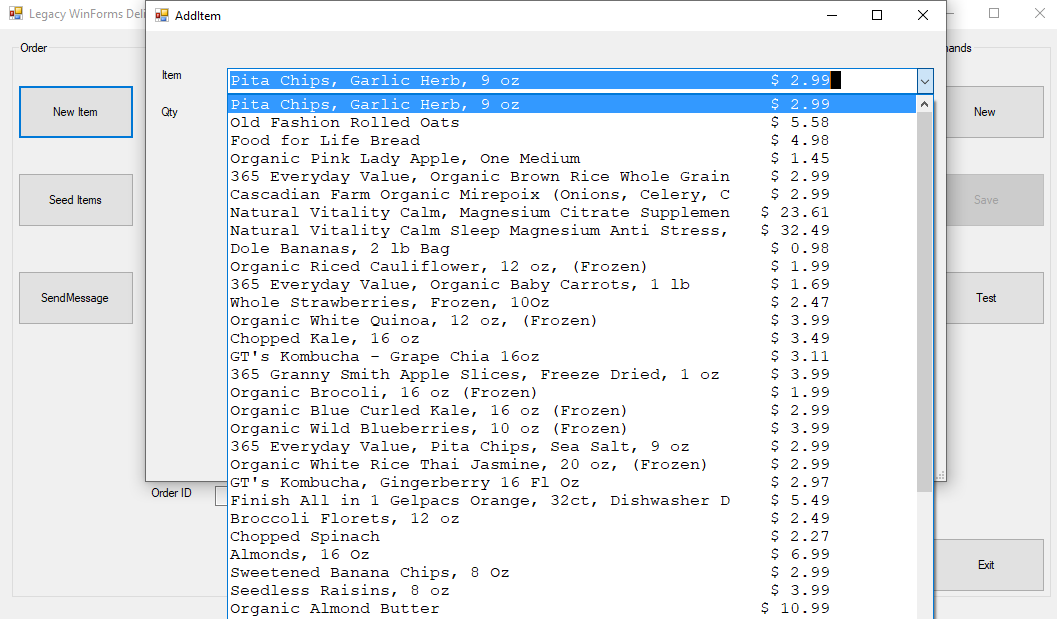 Legacy WinForms Deli
AddItem
Order
ands
New Item
Seed Items
SendMessage
Item
Qty
Pita Chips, Garlic Herb, 9 oz $ 2.99
Pita Chips, Garlic Herb, 9 oz $ 2.99
Old Fashion Rolled Oats $ 5.58
Food for Life Bread $ 4.98
Organic Pink Lady Apple, One Medium $ 1.45
365 Everyday Value, Organic Brown Rice Whole Grain $ 2.99
Cascadian Farm Organic Mirepoix (Onions, Celery, C $ 2.99
Natural Vitality Calm, Magnesium Citrate Supplemen $ 23.61
Natural Vitality Calm Sleep Magnesium Anti Stress, $ 32.49
Dole Bananas, 2 lb Bag $ 0.98
Organic Riced Cauliflower, 12 oz, (Frozen) $ 1.99
365 Everyday Value, Organic Baby Carrots, 1 lb $ 1.69
Whole Strawberries, Frozen, 10Oz $ 2.47
Organic White Quinoa, 12 oz, (Frozen) $ 3.99
Chopped Kale, 16 oz $ 3.49
GT's Kombucha - Grape Chia 16oz $ 3.11
365 Granny Smith Apple Slices, Freeze Dried, 1 oz $ 3.99
Organic Brocoli, 16 oz (Frozen) $ 1.99
Organic Blue Curled Kale, 16 oz (Frozen) $ 2.99
Organic Wild Blueberries, 10 oz (Frozen) $ 3.99
365 Everyday Value, Pita Chips, Sea Salt, 9 oz $ 2.99
Organic White Rice Thai Jasmine, 20 oz, (Frozen) $ 2.99
GT's Kombucha, Gingerberry 16 Fl Oz $ 2.97
Finish All in 1 Gelpacs Orange, 32ct, Dishwasher D $ 5.49
Broccoli Florets, 12 oz $ 2.49
Chopped Spinach $ 2.27
Almonds, 16 Oz $ 6.99
Sweetened Banana Chips, 8 Oz $ 2.99
Seedless Raisins, 8 oz $ 3.99
Organic Almond Butter $ 10.99
Order ID
New
Save
Test
Exit